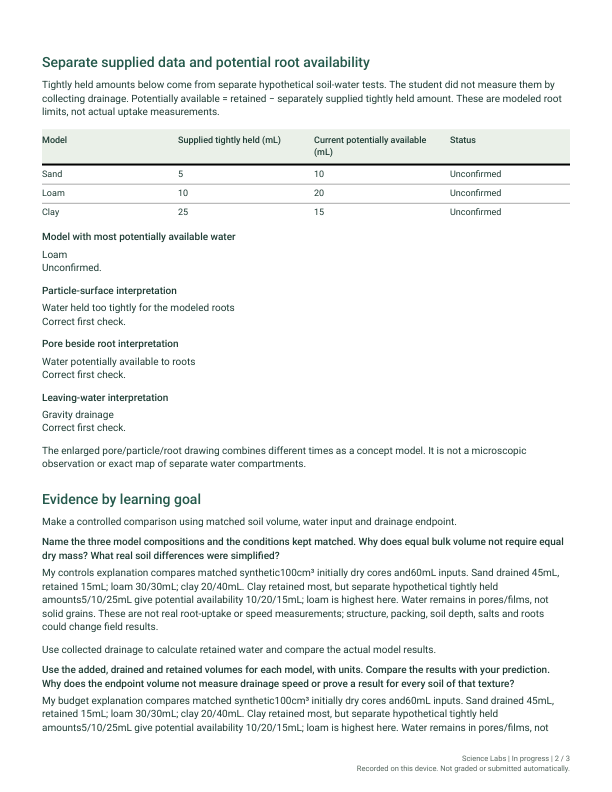 Separate supplied data and potential root availability
Tightly held amounts below come from separate hypothetical soil-water tests. The student did not measure them by
collecting drainage. Potentially available = retained − separately supplied tightly held amount. These are modeled root
limits, not actual uptake measurements.
Model Supplied tightly held (mL) Current potentially available (mL) Status
Sand 5 10 Unconfirmed
Loam 10 20 Unconfirmed
Clay 25 15 Unconfirmed
Model with most potentially available water
Loam
Unconfirmed.
Particle-surface interpretation
Water held too tightly for the modeled roots
Correct first check.
Pore beside root interpretation
Water potentially available to roots
Correct first check.
Leaving-water interpretation
Gravity drainage
Correct first check.
The enlarged pore/particle/root drawing combines different times as a concept model. It is not a microscopic
observation or exact map of separate water compartments.
Evidence by learning goal
Make a controlled comparison using matched soil volume, water input and drainage endpoint.
Name the three model compositions and the conditions kept matched. Why does equal bulk volume not require equal
dry mass? What real soil differences were simplified?
My controls explanation compares matched synthetic100cm³ initially dry cores and60mL inputs. Sand drained 45mL,
retained 15mL; loam 30/30mL; clay 20/40mL. Clay retained most, but separate hypothetical tightly held
amounts5/10/25mL give potential availability 10/20/15mL; loam is highest here. Water remains in pores/films, not
solid grains. These are not real root-uptake or speed measurements; structure, packing, soil depth, salts and roots
could change field results.
Use collected drainage to calculate retained water and compare the actual model results.
Use the added, drained and retained volumes for each model, with units. Compare the results with your prediction.
Why does the endpoint volume not measure drainage speed or prove a result for every soil of that texture?
My budget explanation compares matched synthetic100cm³ initially dry cores and60mL inputs. Sand drained 45mL,
retained 15mL; loam 30/30mL; clay 20/40mL. Clay retained most, but separate hypothetical tightly held
amounts5/10/25mL give potential availability 10/20/15mL; loam is highest here. Water remains in pores/films, not
Science Labs | In progress | 2 / 3
Recorded on this device. Not graded or submitted automatically.